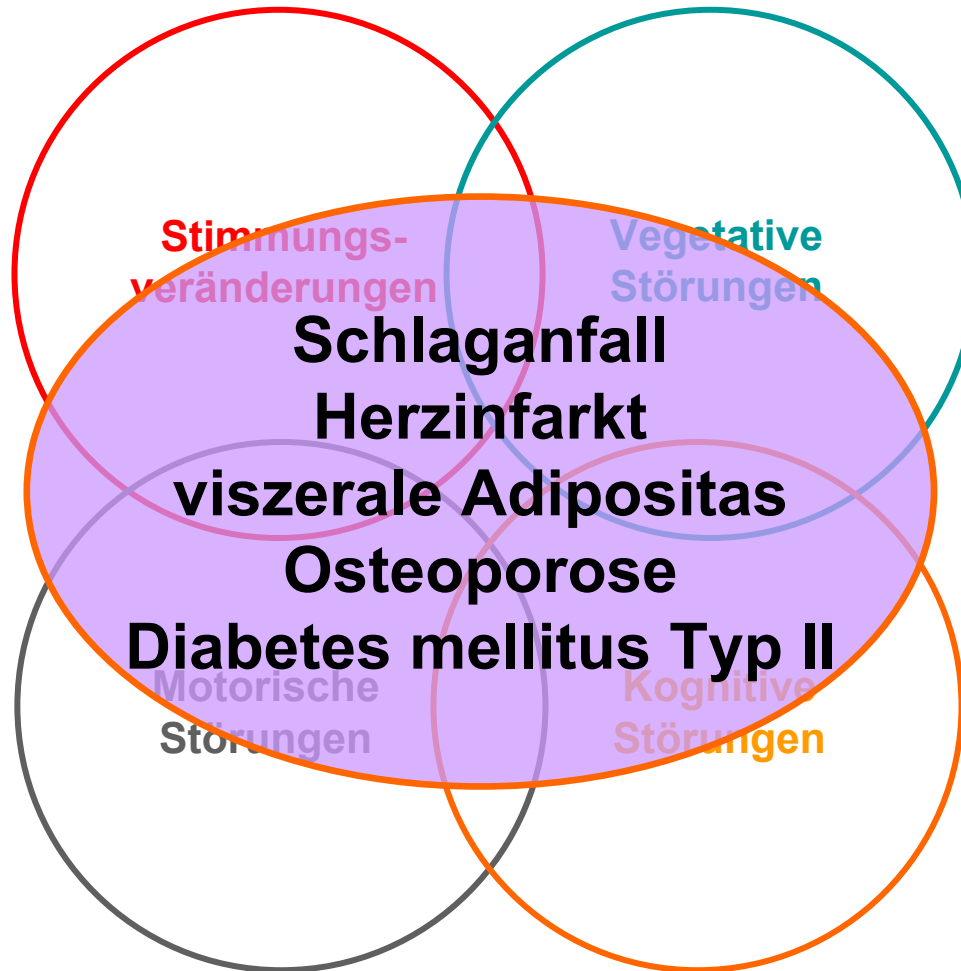 Stimmungs-
veränderungen
Vegetative
Störungen
Schlaganfall
Herzinfarkt
viszerale Adipositas
Osteoporose
Diabetes mellitus Typ II
Motorische
Störungen
Kognitive
Störungen